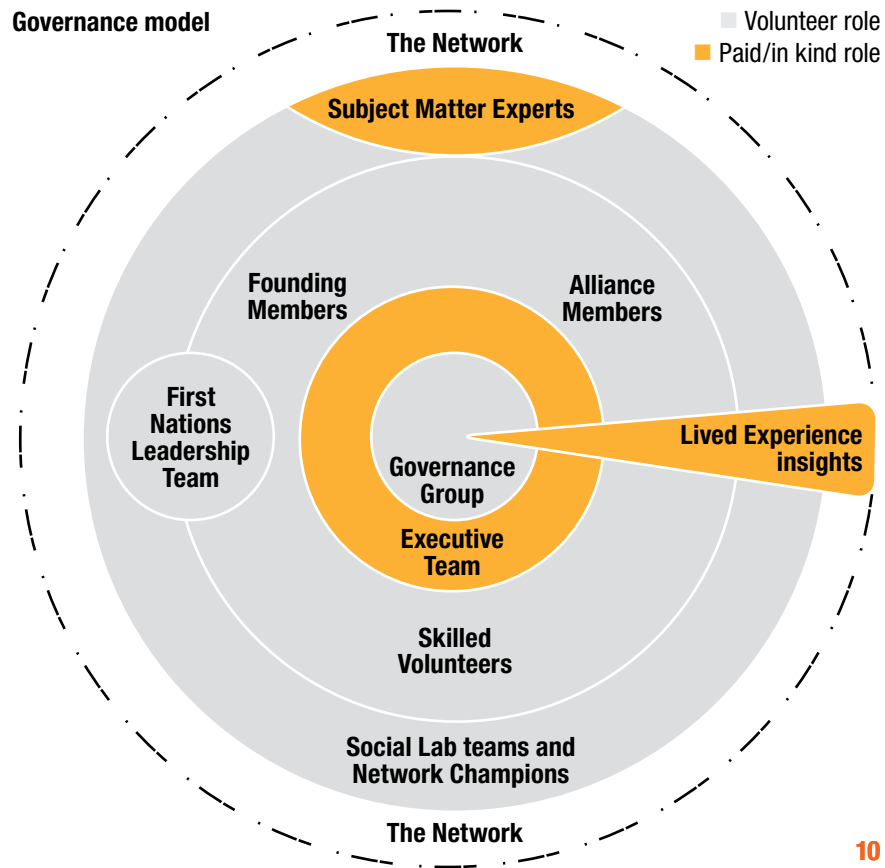 Governance model
Volunteer role
Paid/in kind role
The Network
Subject Matter Experts
Founding
Members
Alliance
Members
First
Nations
Leadership
Team
Lived Experience
insights
Governance
Group
Executive
Team
Skilled
Volunteers
Social Lab teams and
Network Champions
The Network
10